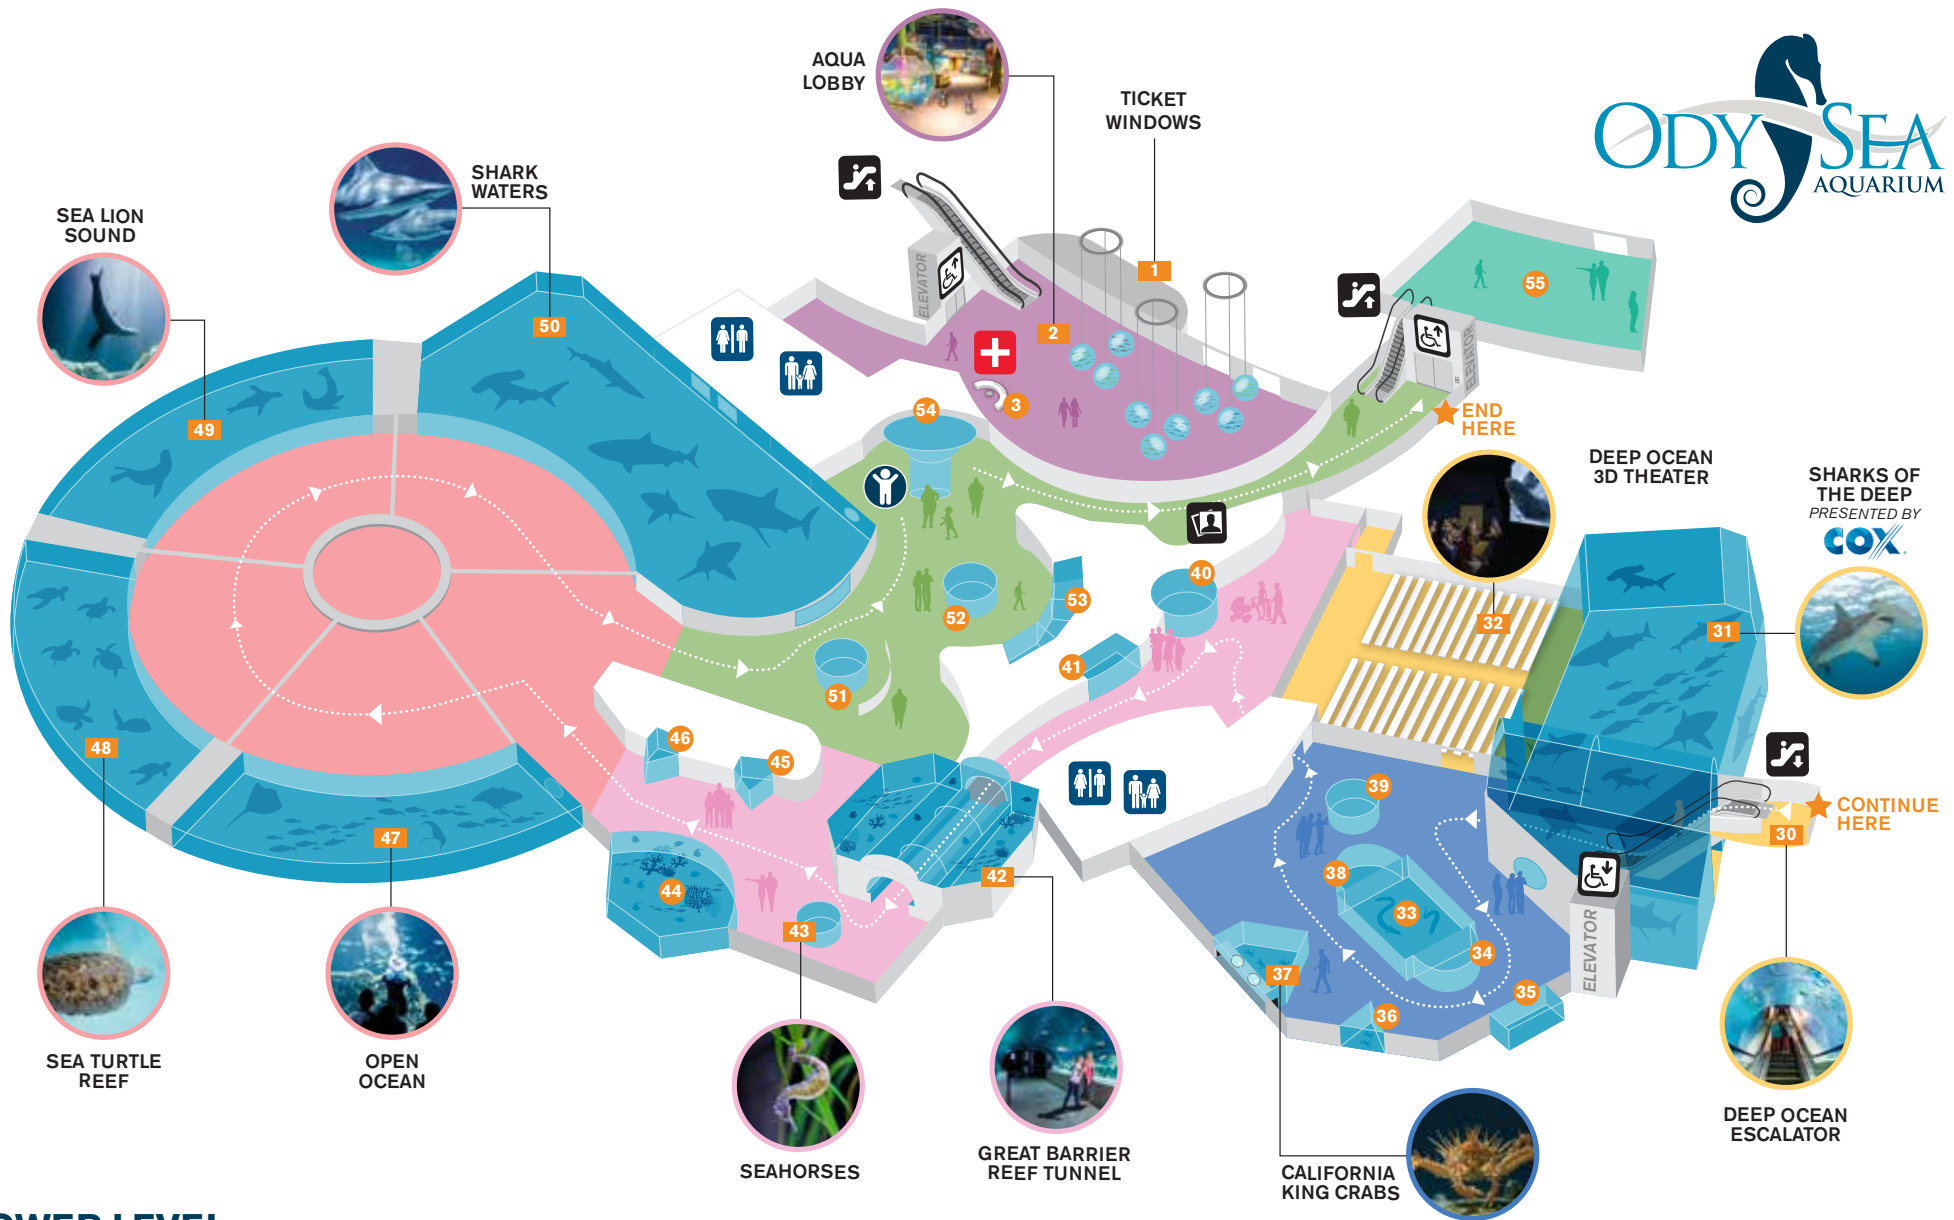 AQUA
LOBBY
TICKET
WINDOWS
ODYSEA
AQUARIUM
SHARK
WATERS
SEA LION
SOUND
ELEVATOR
1
2
3
50
49
54
55
ELEVATOR
END
HERE
DEEP OCEAN
3D THEATER
SHARKS OF
THE DEEP
PRESENTED BY
COX
40
52
53
32
31
41
51
46
45
48
47
39
30
CONTINUE
HERE
38
33
34
42
44
43
37
35
36
ELEVATOR
SEA TURTLE
REEF
OPEN
OCEAN
SEAHORSES
GREAT BARRIER
REEF TUNNEL
CALIFORNIA
KING CRABS
DEEP OCEAN
ESCALATOR